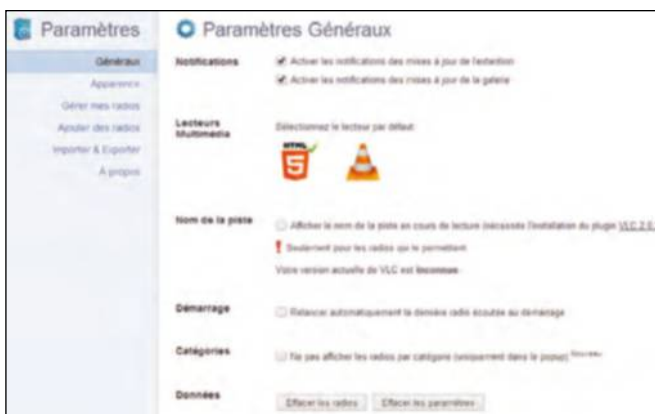 Paramètres
Généraux
Apparence
Gérer mes radios
Ajouter des radios
Importer & Exporter
A propos
Paramètres Généraux
Notifications
Activer les notifications des mises à jour de l'extention
Activer les notifications des mises à jour de la galerie
Lecteurs Multimédia
Sélectionnez le lecteur par défaut
HTML
5
Nom de la piste
Afficher le nom de la piste en cours de lecture (nécessite l'installation du plugin VLC 2.0.
Seulement pour les radios qui le permettent
Votre version actuelle de VLC est Inconnue
Démarrage
Relancer automatiquement la dernière radio écoutée au démarrage
Catégories
Ne pas afficher les radios par catégorie (uniquement dans le popup) Nouveau
Données
Effacer les radios
Effacer les paramètres